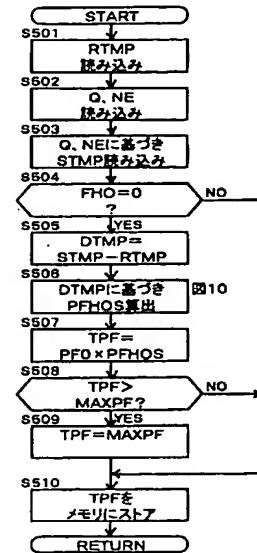 START
S501
RTMP
読み込み
S502
Q、NE
読み込み
S503
Q、NEに基づき
STMP読み込み
S504
FHO=0
?
NO
YES
S505
DTMP=
STMP−RTMP
S506
DTMPに基づき
PFHOS算出
図10
S507
TPF=
PF0×PFHOS
S508
TPF>
MAXPF?
NO
YES
S509
TPF=MAXPF
S510
TPFを
メモリにストア
RETURN